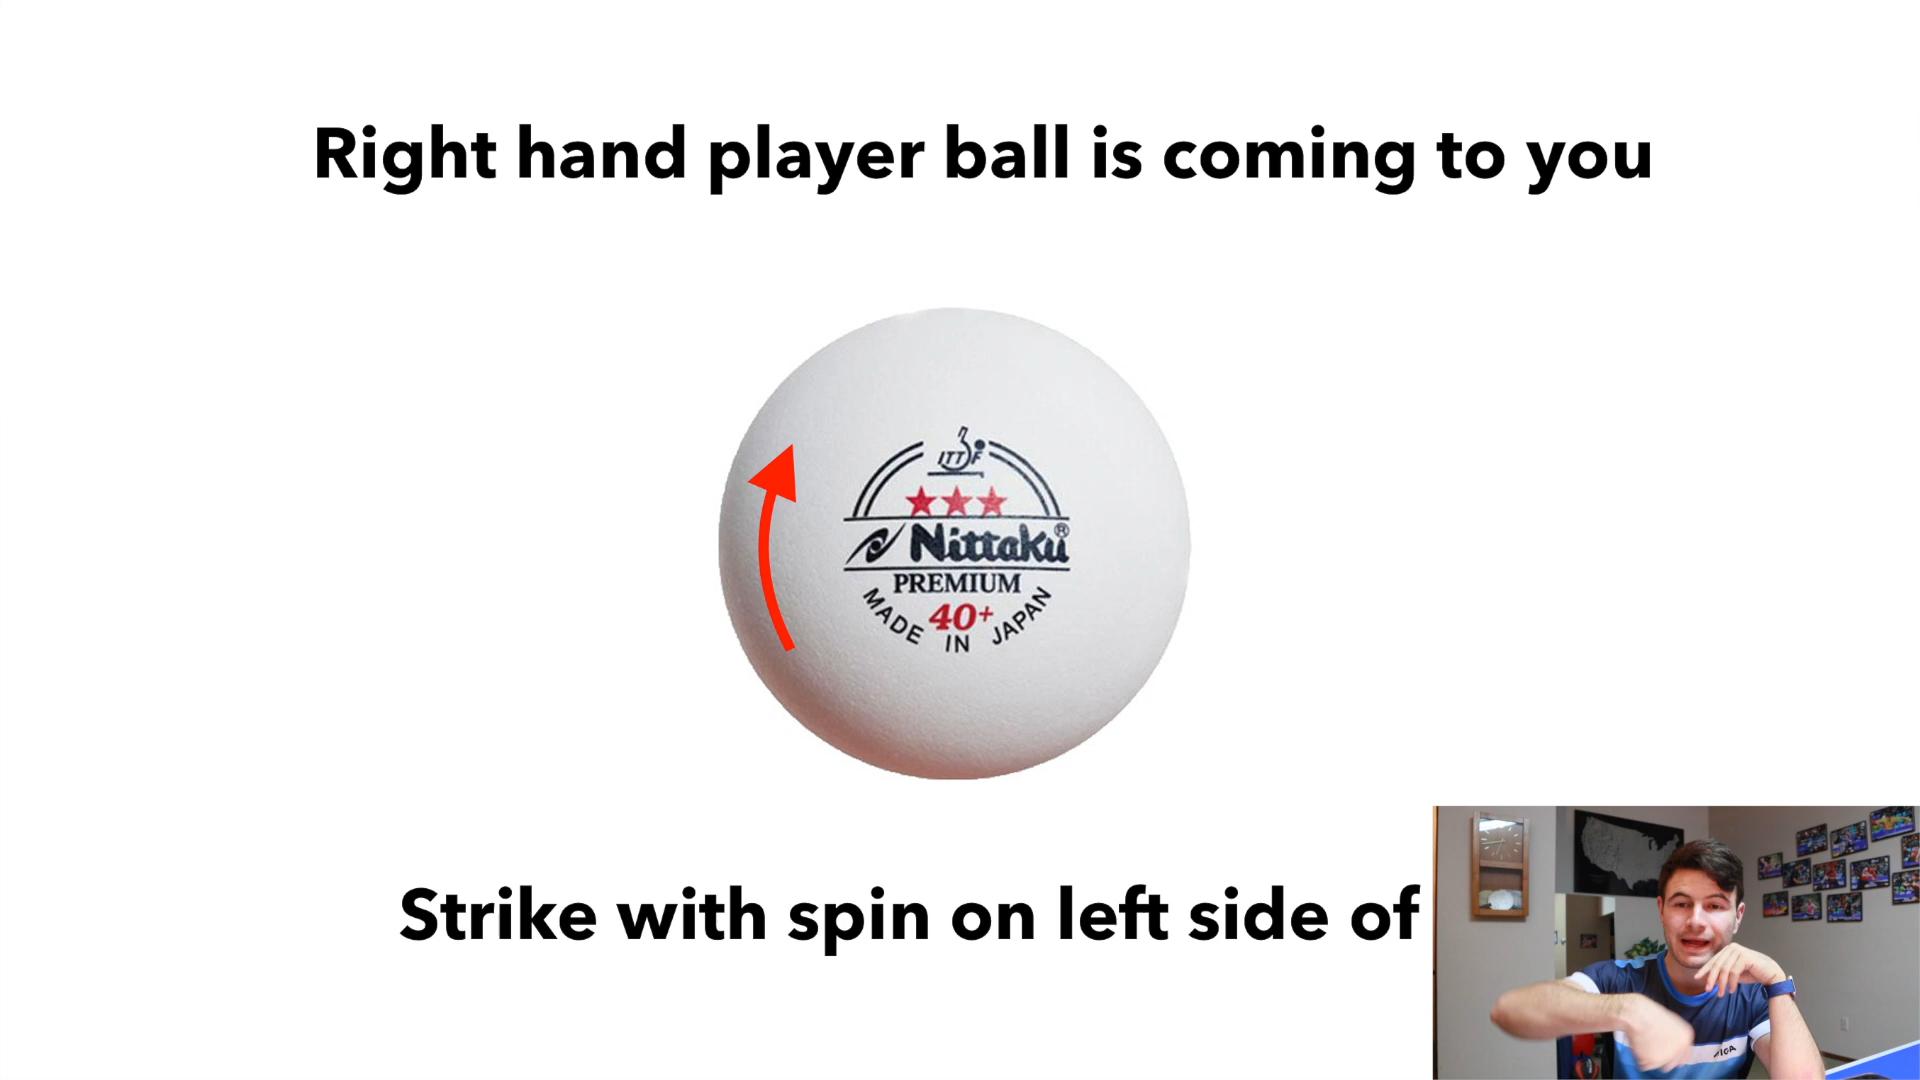 Right hand player ball is coming to you
ITTF
Nittaku®
PREMIUM
40+
MADE IN JAPAN
Strike with spin on left side of